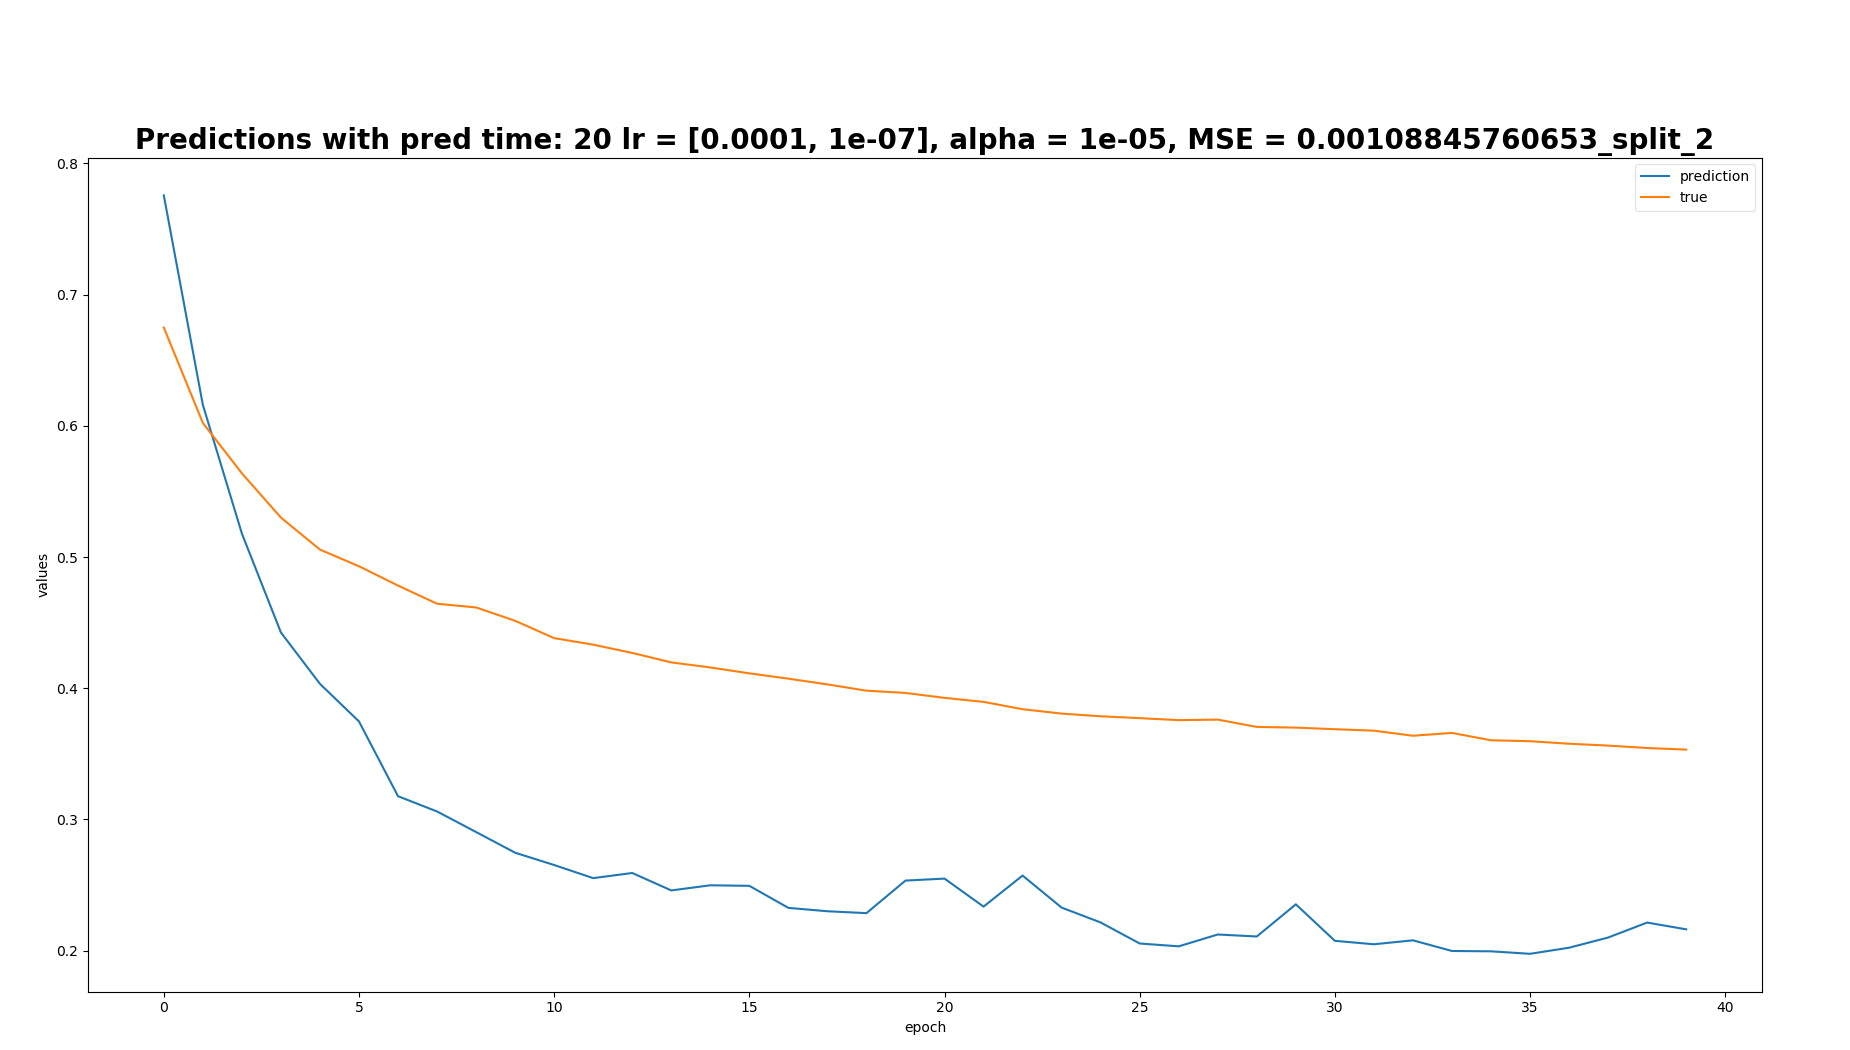 Predictions with pred time: 20 lr = [0.0001, 1e-07], alpha = 1e-05, MSE = 0.00108845760653_split_2
prediction
true
0.8
0.7
0.6
0.5
0.4
0.3
0.2
values
0 5 10 15 20 25 30 35 40
epoch